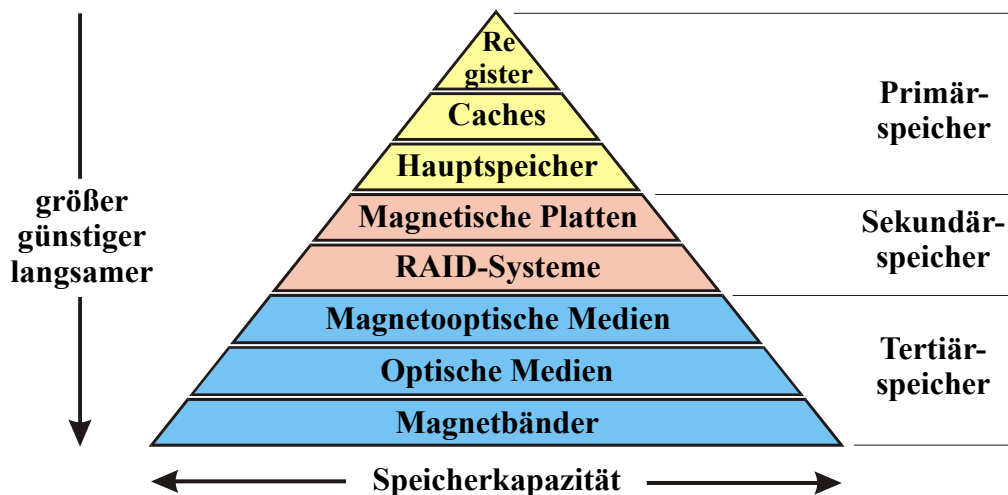 Re
gister
Caches
Hauptspeicher
Magnetische Platten
RAID-Systeme
Magnetooptische Medien
Optische Medien
Magnetbänder
größer
günstiger
langsamer
Primär-
speicher
Sekundär-
speicher
Tertiär-
speicher
Speicherkapazität